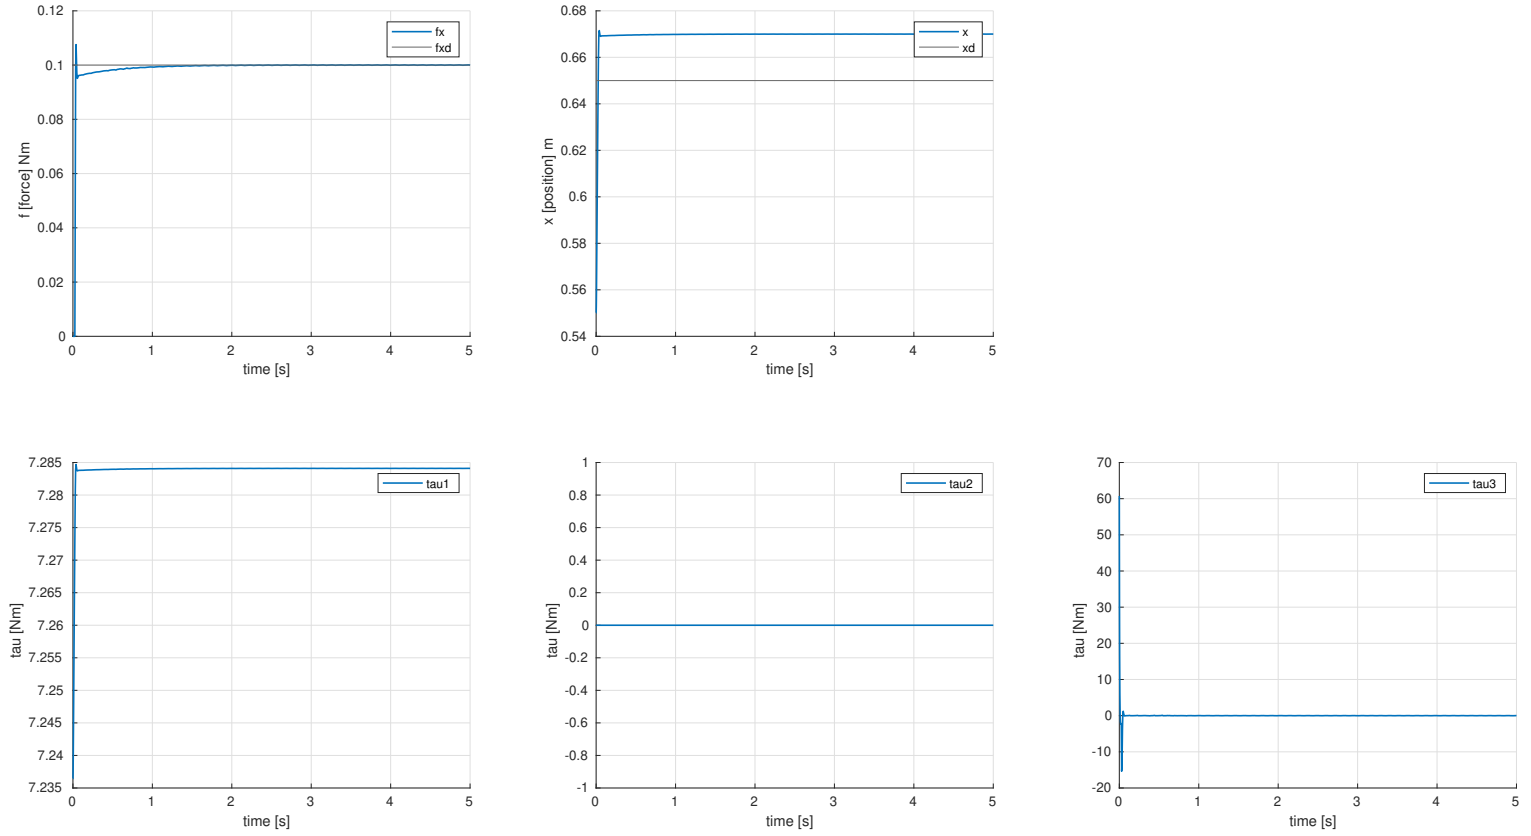 0.12
0.1
0.08
0.06
0.04
0.02
0
f [force] Nm
fx
fxd
0 1 2 3 4 5
time [s]
0.68
0.66
0.64
0.62
0.6
0.58
0.56
0.54
x [position] m
x
xd
0 1 2 3 4 5
time [s]
7.285
7.28
7.275
7.27
7.265
7.26
7.255
7.25
7.245
7.24
7.235
tau [Nm]
tau1
0 1 2 3 4 5
time [s]
1
0.8
0.6
0.4
0.2
0
-0.2
-0.4
-0.6
-0.8
-1
tau [Nm]
tau2
0 1 2 3 4 5
time [s]
70
60
50
40
30
20
10
0
-10
-20
tau [Nm]
tau3
0 1 2 3 4 5
time [s]